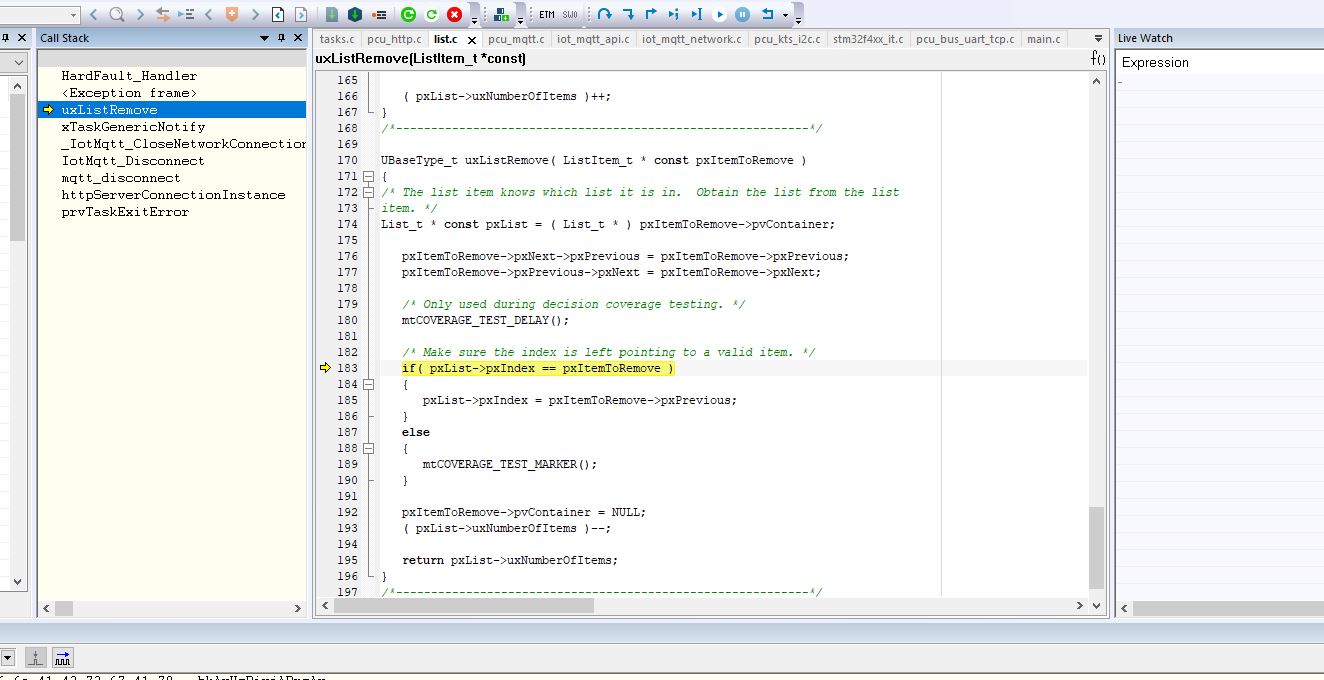 ETM SWO
Call Stack
HardFault_Handler
<Exception frame>
uxListRemove
xTaskGenericNotify
_IotMqtt_CloseNetworkConnection
IotMqtt_Disconnect
mqtt_disconnect
httpServerConnectionInstance
prvTaskExitError
tasks.c pcu_http.c list.c pcu_mqtt.c iot_mqtt_api.c iot_mqtt_network.c pcu_kts_i2c.c stm32f4xx_it.c pcu_bus_uart_tcp.c main.c
uxListRemove(ListItem_t *const)
f()
165
166 ( pxList->uxNumberOfItems )++;
167 }
168 /*-----------------------------------------------------------*/
169
170 UBaseType_t uxListRemove( ListItem_t * const pxItemToRemove )
171 {
172 /* The list item knows which list it is in.  Obtain the list from the list
173 item. */
174 List_t * const pxList = ( List_t * ) pxItemToRemove->pvContainer;
175
176 pxItemToRemove->pxNext->pxPrevious = pxItemToRemove->pxPrevious;
177 pxItemToRemove->pxPrevious->pxNext = pxItemToRemove->pxNext;
178
179 /* Only used during decision coverage testing. */
180 mtCOVERAGE_TEST_DELAY();
181
182 /* Make sure the index is left pointing to a valid item. */
183 if( pxList->pxIndex == pxItemToRemove )
184 {
185 pxList->pxIndex = pxItemToRemove->pxPrevious;
186 }
187 else
188 {
189 mtCOVERAGE_TEST_MARKER();
190 }
191
192 pxItemToRemove->pvContainer = NULL;
193 ( pxList->uxNumberOfItems )--;
194
195 return pxList->uxNumberOfItems;
196 }
197 /*-----------------------------------------------------------*/
Live Watch
Expression